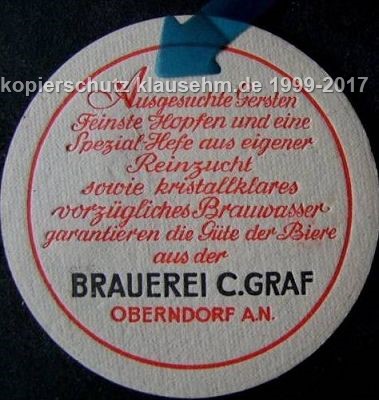 kopierschutz klausehm.de 1999-2017
Ausgesuchte Gersten
Feinste Hopfen und eine
Spezial-Hefe aus eigener
Reinzucht
sowie kristallklares
vorzügliches Brauwasser
garantieren die Güte der Biere
aus der
BRAUEREI C.GRAF
OBERNDORF A.N.